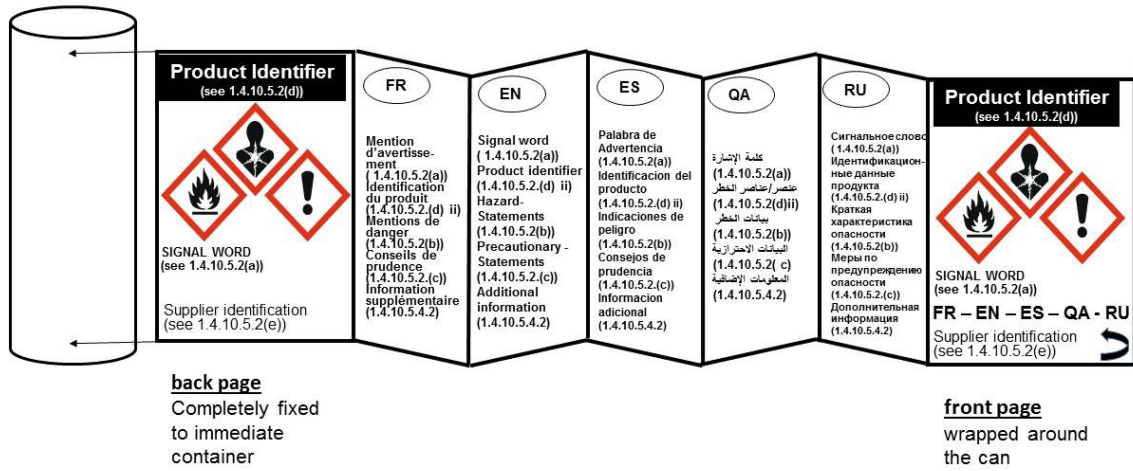 Product Identifier
(see 1.4.10.5.2(d))
SIGNAL WORD
(see 1.4.10.5.2(a))
Supplier identification
(see 1.4.10.5.2(e))
back page
Completely fixed
to immediate
container
FR
Mention
d'avertisse-
ment
( 1.4.10.5.2(a))
Identification
du produit
(1.4.10.5.2.(d) ii)
Mentions de
danger
(1.4.10.5.2(b))
Conseils de
prudence
(1.4.10.5.2.(c))
Information
supplémentaire
(1.4.10.5.4.2)
EN
Signal word
( 1.4.10.5.2(a))
Product identifier
(1.4.10.5.2.(d) ii)
Hazard-
Statements
(1.4.10.5.2(b))
Precautionary -
Statements
(1.4.10.5.2.(c))
Additional
information
(1.4.10.5.4.2)
ES
Palabra de
Advertencia
(1.4.10.5.2(a))
Identificacion del
producto
(1.4.10.5.2.(d) ii)
Indicaciones de
peligro
(1.4.10.5.2(b))
Consejos de
prudencia
(1.4.10.5.2.(c))
Informacion
adicional
(1.4.10.5.4.2)
QA
كلمة الإشارة
(1.4.10.5.2(a))
عنصر/عناصر الخطر
(1.4.10.5.2(d)ii)
بيانات الخطر
(1.4.10.5.2(b))
البيانات الاحترازية
(1.4.10.5.2( c)
المعلومات الإضافية
(1.4.10.5.4.2)
RU
Сигнальное слово
( 1.4.10.5.2(a))
Идентификацион-
ные данные
продукта
(1.4.10.5.2.(d) ii)
Краткая
характеристика
опасности
(1.4.10.5.2(b))
Меры по
предупреждению
опасности
(1.4.10.5.2.(c))
Дополнительная
информация
(1.4.10.5.4.2)
Product Identifier
(see 1.4.10.5.2(d))
SIGNAL WORD
(see 1.4.10.5.2(a))
FR – EN – ES – QA - RU
Supplier identification
(see 1.4.10.5.2(e))
front page
wrapped around
the can